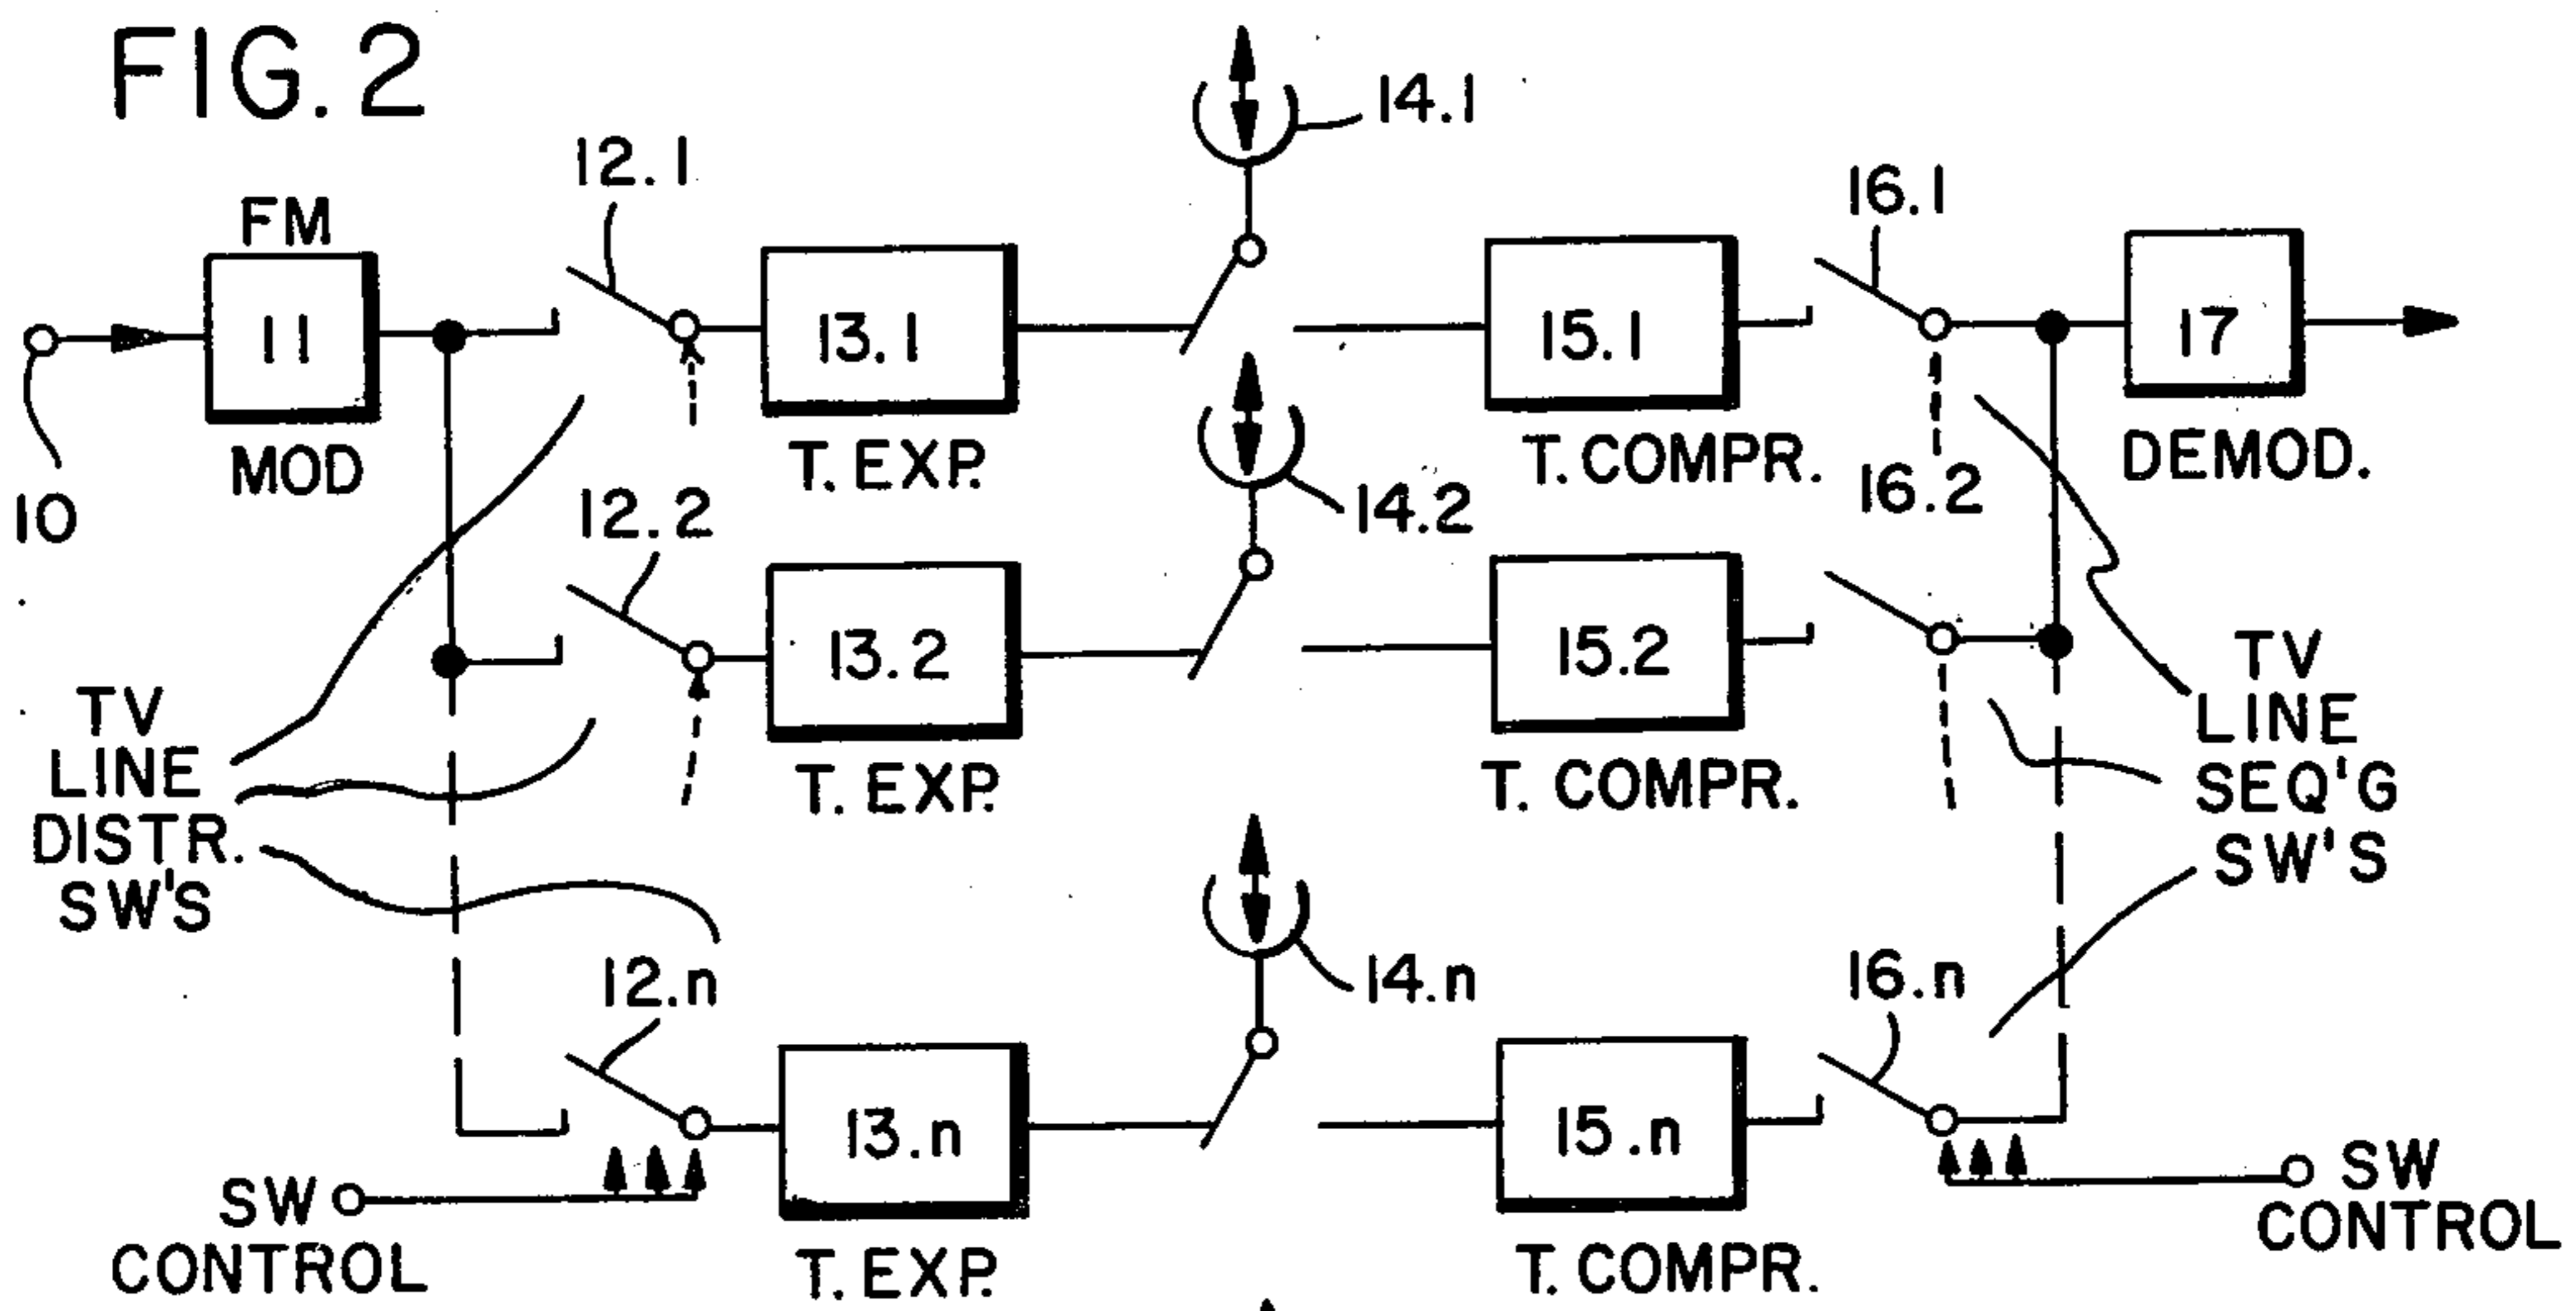 FIG. 2
14.1
12.1
16.1
FM
11
13.1
15.1
17
MOD
T. EXP.
T. COMPR.
DEMOD.
10
12.2
14.2
16.2
13.2
15.2
TV
LINE
DISTR.
SW'S
TV
LINE
SEQ'G
SW'S
T. EXP.
T. COMPR.
12.n
14.n
16.n
13.n
15.n
SW
CONTROL
SW
CONTROL
T. EXP.
T. COMPR.